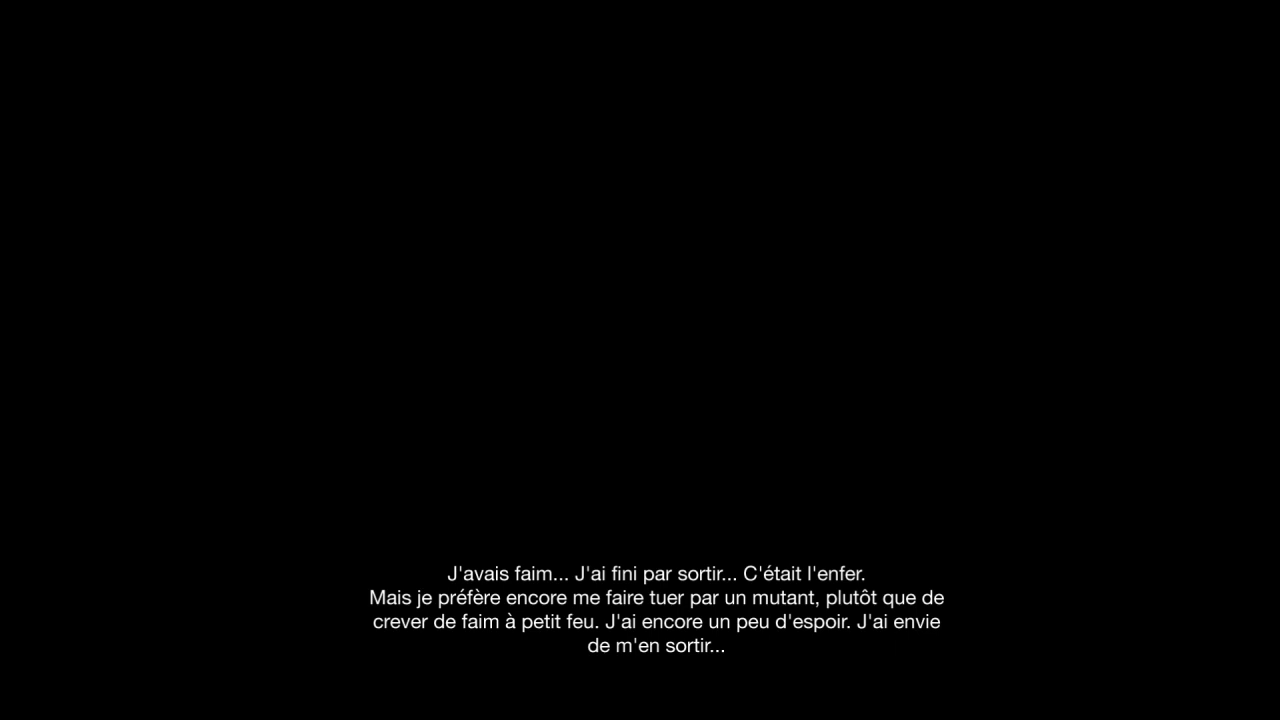 J'avais faim... J'ai fini par sortir... C'était l'enfer.
Mais je préfère encore me faire tuer par un mutant, plutôt que de
crever de faim à petit feu. J'ai encore un peu d'espoir. J'ai envie
de m'en sortir...